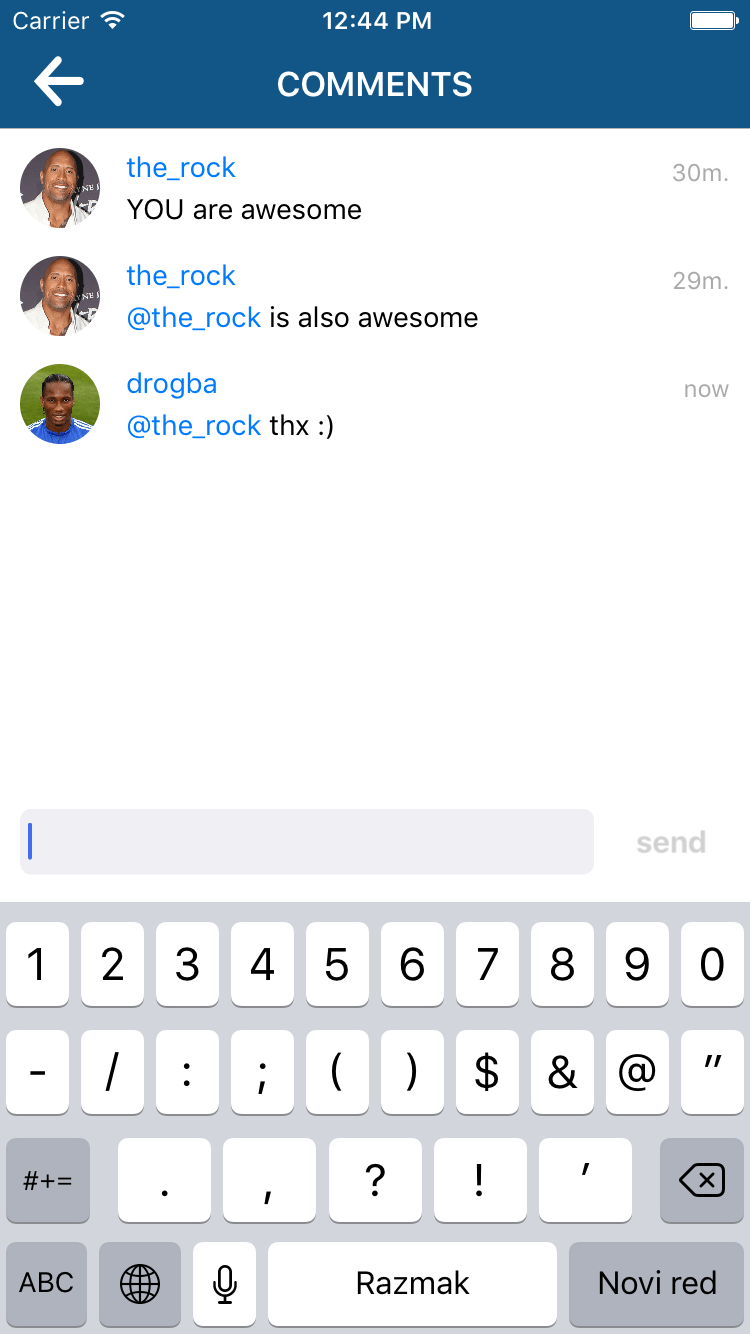 Carrier 12:44 PM
COMMENTS
the_rock 30m.
YOU are awesome
the_rock 29m.
@the_rock is also awesome
drogba now
@the_rock thx :)
send
1 2 3 4 5 6 7 8 9 0
- / : ; ( ) $ & @ "
#+= . , ? ! ’
ABC Razmak Novi red